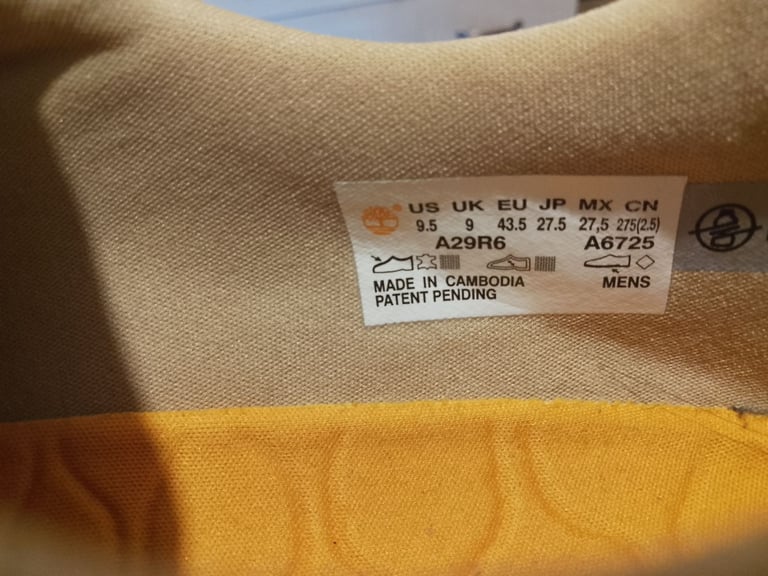 US UK EU JP MX CN
9.5 9 43.5 27.5 27,5 275(2.5)
A29R6 A6725
MADE IN CAMBODIA MENS
PATENT PENDING